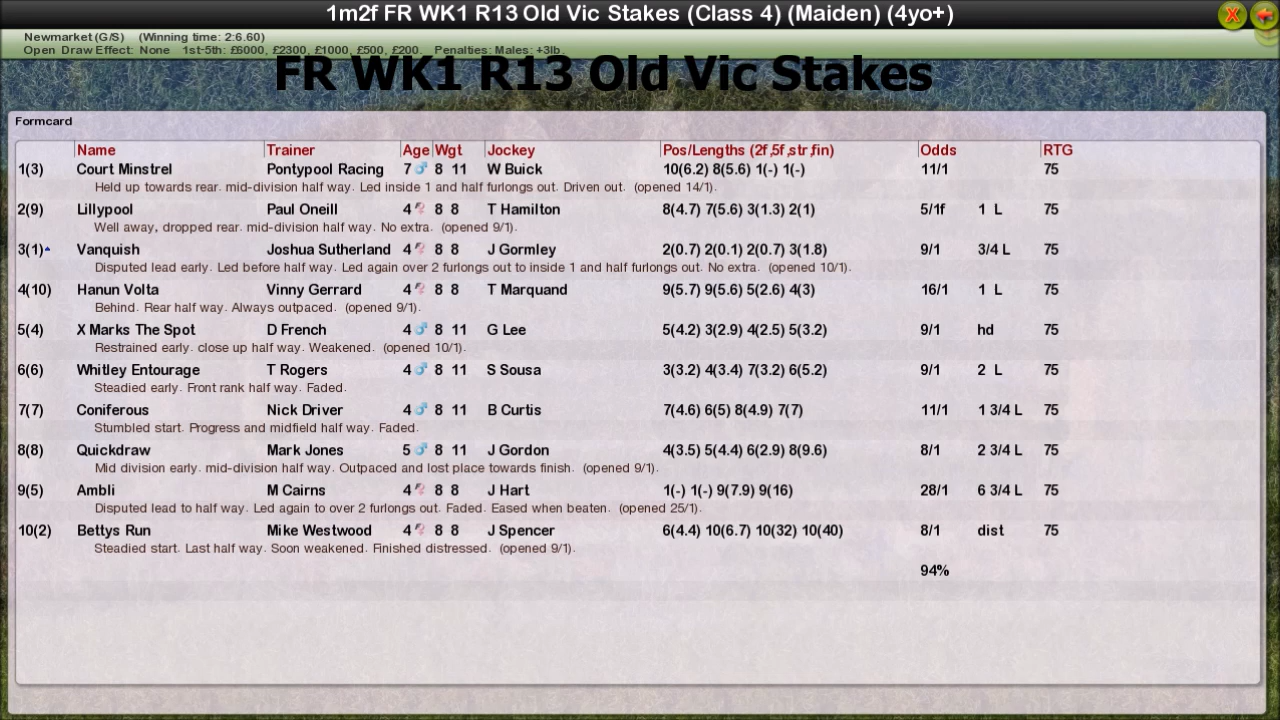 1m2f FR WK1 R13 Old Vic Stakes (Class 4) (Maiden) (4yo+)
Newmarket (G/S) (Winning time: 2:6.60)
Open Draw Effect: None 1st-5th: £6000, £2300, £1000, £500, £200. Penalties: Males: +3lb.
FR WK1 R13 Old Vic Stakes
Formcard
Name Trainer Age Wgt Jockey Pos/Lengths (2f,5f,str,fin) Odds RTG
1(3) Court Minstrel Pontypool Racing 7♂ 8 11 W Buick 10(6.2) 8(5.6) 1(-) 1(-) 11/1 75
Held up towards rear. mid-division half way. Led inside 1 and half furlongs out. Driven out. (opened 14/1).
2(9) Lillypool Paul Oneill 4♀ 8 8 T Hamilton 8(4.7) 7(5.6) 3(1.3) 2(1) 5/1f 1 L 75
Well away, dropped rear. mid-division half way. No extra. (opened 9/1).
3(1) Vanquish Joshua Sutherland 4♀ 8 8 J Gormley 2(0.7) 2(0.1) 2(0.7) 3(1.8) 9/1 3/4 L 75
Disputed lead early. Led before half way. Led again over 2 furlongs out to inside 1 and half furlongs out. No extra. (opened 10/1).
4(10) Hanun Volta Vinny Gerrard 4♀ 8 8 T Marquand 9(5.7) 9(5.6) 5(2.6) 4(3) 16/1 1 L 75
Behind. Rear half way. Always outpaced. (opened 9/1).
5(4) X Marks The Spot D French 4♂ 8 11 G Lee 5(4.2) 3(2.9) 4(2.5) 5(3.2) 9/1 hd 75
Restrained early. close up half way. Weakened. (opened 10/1).
6(6) Whitley Entourage T Rogers 4♂ 8 11 S Sousa 3(3.2) 4(3.4) 7(3.2) 6(5.2) 9/1 2 L 75
Steadied early. Front rank half way. Faded.
7(7) Coniferous Nick Driver 4♂ 8 11 B Curtis 7(4.6) 6(5) 8(4.9) 7(7) 11/1 1 3/4 L 75
Stumbled start. Progress and midfield half way. Faded.
8(8) Quickdraw Mark Jones 5♂ 8 11 J Gordon 4(3.5) 5(4.4) 6(2.9) 8(9.6) 8/1 2 3/4 L 75
Mid division early. mid-division half way. Outpaced and lost place towards finish. (opened 9/1).
9(5) Ambli M Cairns 4♀ 8 8 J Hart 1(-) 1(-) 9(7.9) 9(16) 28/1 6 3/4 L 75
Disputed lead to half way. Led again to over 2 furlongs out. Faded. Eased when beaten. (opened 25/1).
10(2) Bettys Run Mike Westwood 4♀ 8 8 J Spencer 6(4.4) 10(6.7) 10(32) 10(40) 8/1 dist 75
Steadied start. Last half way. Soon weakened. Finished distressed. (opened 9/1).
94%